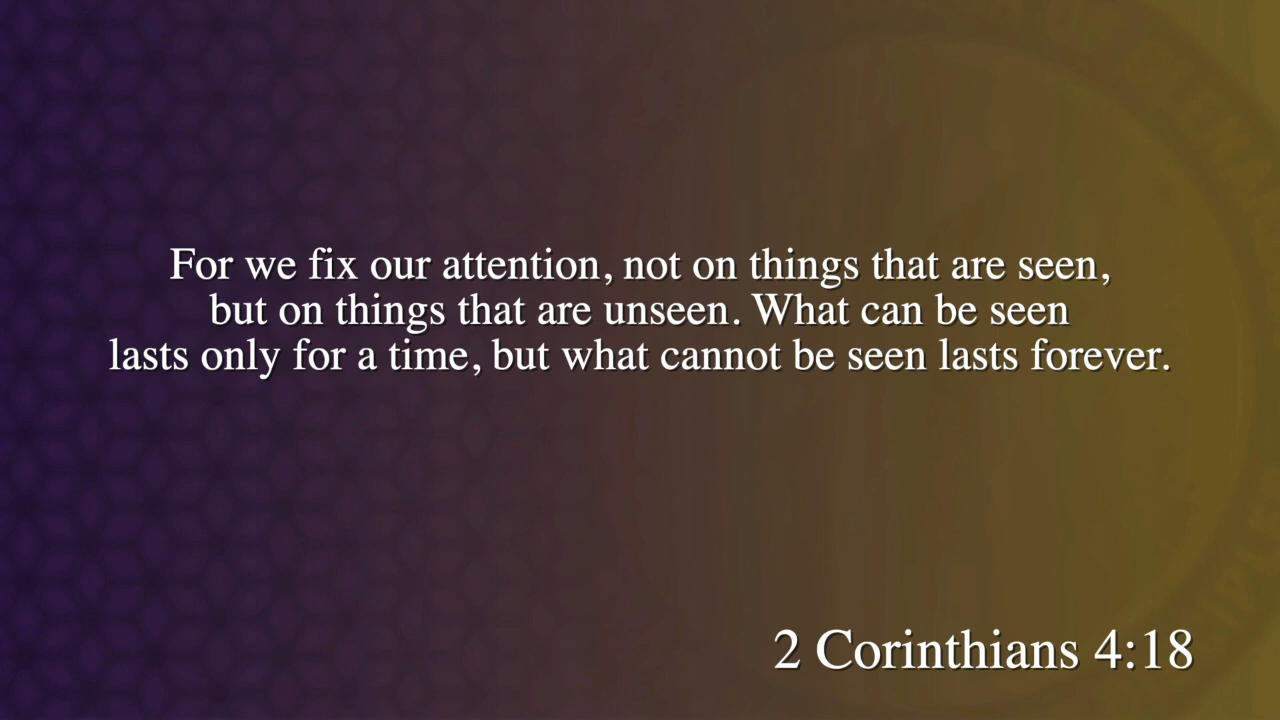 For we fix our attention, not on things that are seen,
but on things that are unseen. What can be seen
lasts only for a time, but what cannot be seen lasts forever.
2 Corinthians 4:18